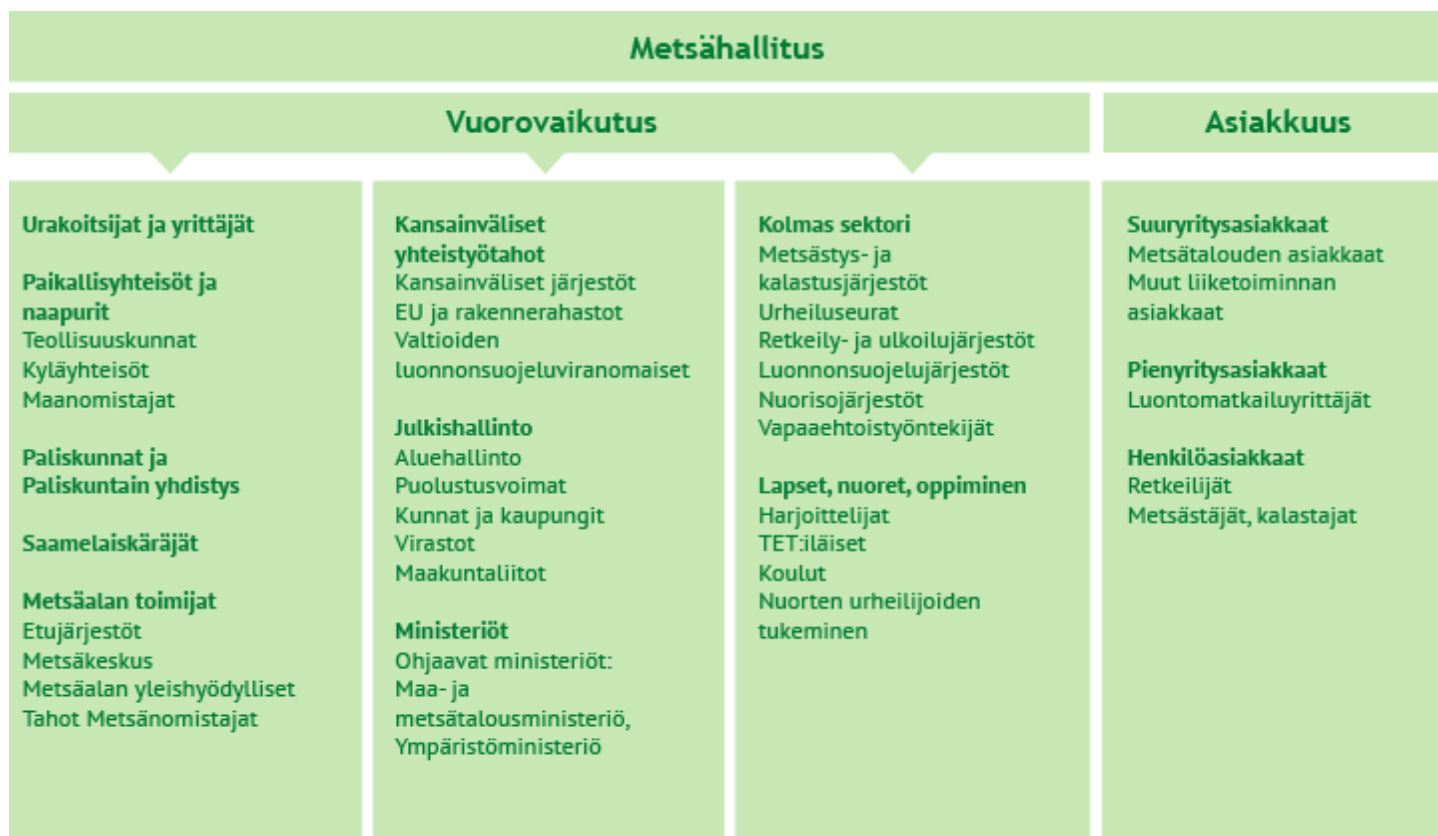 Metsähallitus
Vuorovaikutus
Asiakkuus
Urakoitsijat ja yrittäjät
Paikallisyhteisöt ja
naapurit
Teollisuuskunnat
Kyläyhteisöt
Maanomistajat
Paliskunnat ja
Paliskuntain yhdistys
Saamelaiskäräjät
Metsäalan toimijat
Etujärjestöt
Metsäkeskus
Metsäalan yleishyödylliset
Tahot Metsänomistajat
Kansainväliset
yhteistyötahot
Kansainväliset järjestöt
EU ja rakennerahastot
Valtioiden
luonnonsuojeluviranomaiset
Julkishallinto
Aluehallinto
Puolustusvoimat
Kunnat ja kaupungit
Virastot
Maakuntaliitot
Ministeriöt
Ohjaavat ministeriöt:
Maa- ja
metsätalousministeriö,
Ympäristöministeriö
Kolmas sektori
Metsästys- ja
kalastusjärjestöt
Urheiluseurat
Retkeily- ja ulkoilujärjestöt
Luonnonsuojelujärjestöt
Nuorisojärjestöt
Vapaaehtoistyöntekijät
Lapset, nuoret, oppiminen
Harjoittelijat
TET:iläiset
Koulut
Nuorten urheilijoiden
tukeminen
Suuryritysasiakkaat
Metsätalouden asiakkaat
Muut liiketoiminnan
asiakkaat
Pienyritysasiakkaat
Luontomatkailuyrittäjät
Henkilöasiakkaat
Retkeilijät
Metsästäjät, kalastajat